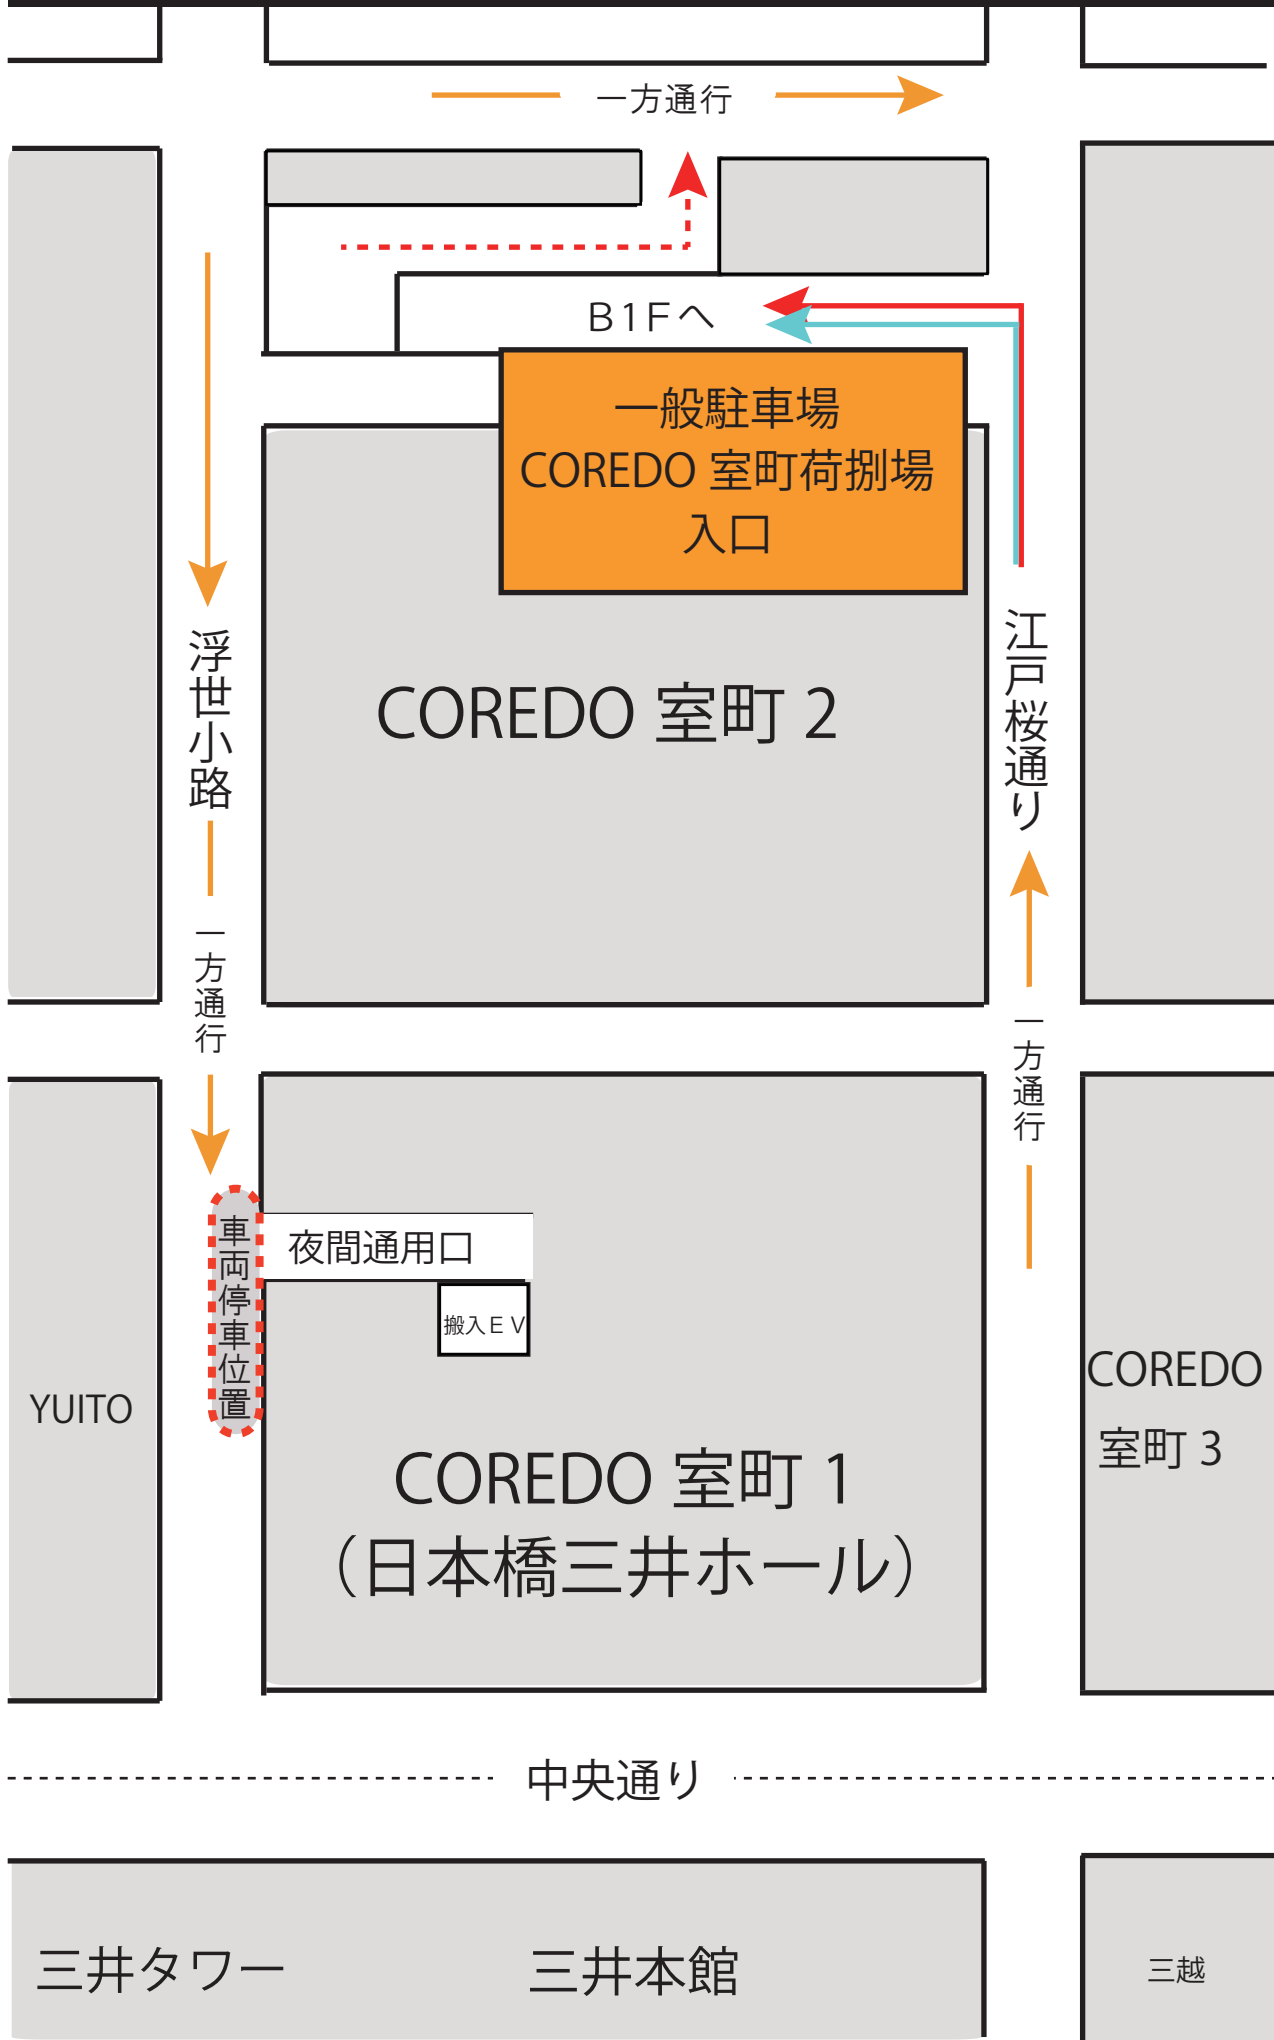 一方通行
B1Fへ
一般駐車場
COREDO 室町荷捌場
入口
浮世小路
江戸桜通り
COREDO 室町 2
一方通行
一方通行
車両停車位置
夜間通用口
搬入EV
YUITO
COREDO
室町 3
COREDO 室町 1
（日本橋三井ホール）
中央通り
三井タワー
三井本館
三越